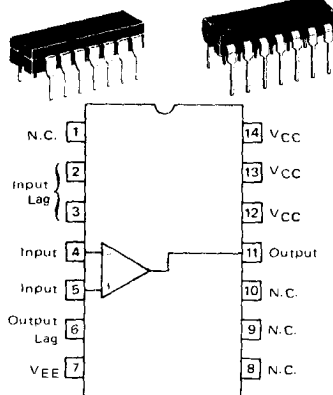 N.C. 1
14 VCC
Input Lag
2
13 VCC
3
12 VCC
Input 4
11 Output
Input 5
10 N.C.
Output Lag 6
9 N.C.
VEE 7
8 N.C.